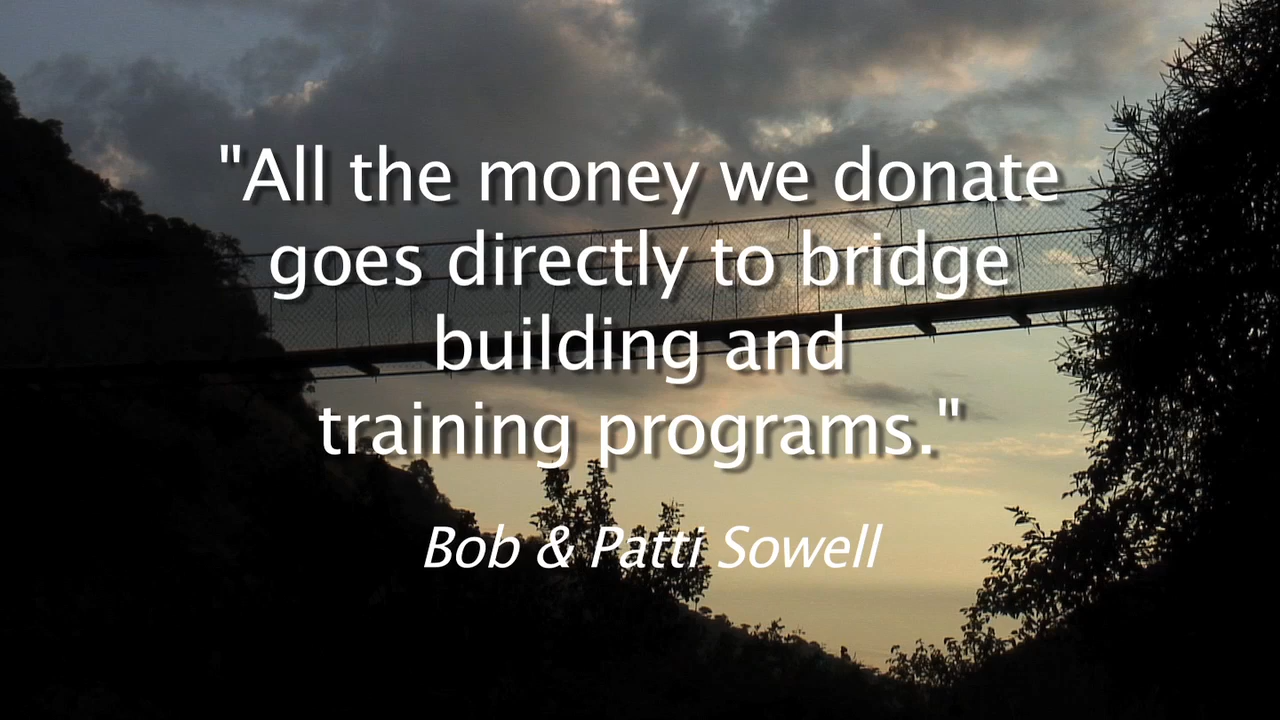 "All the money we donate
goes directly to bridge
building and
training programs."
Bob & Patti Sowell